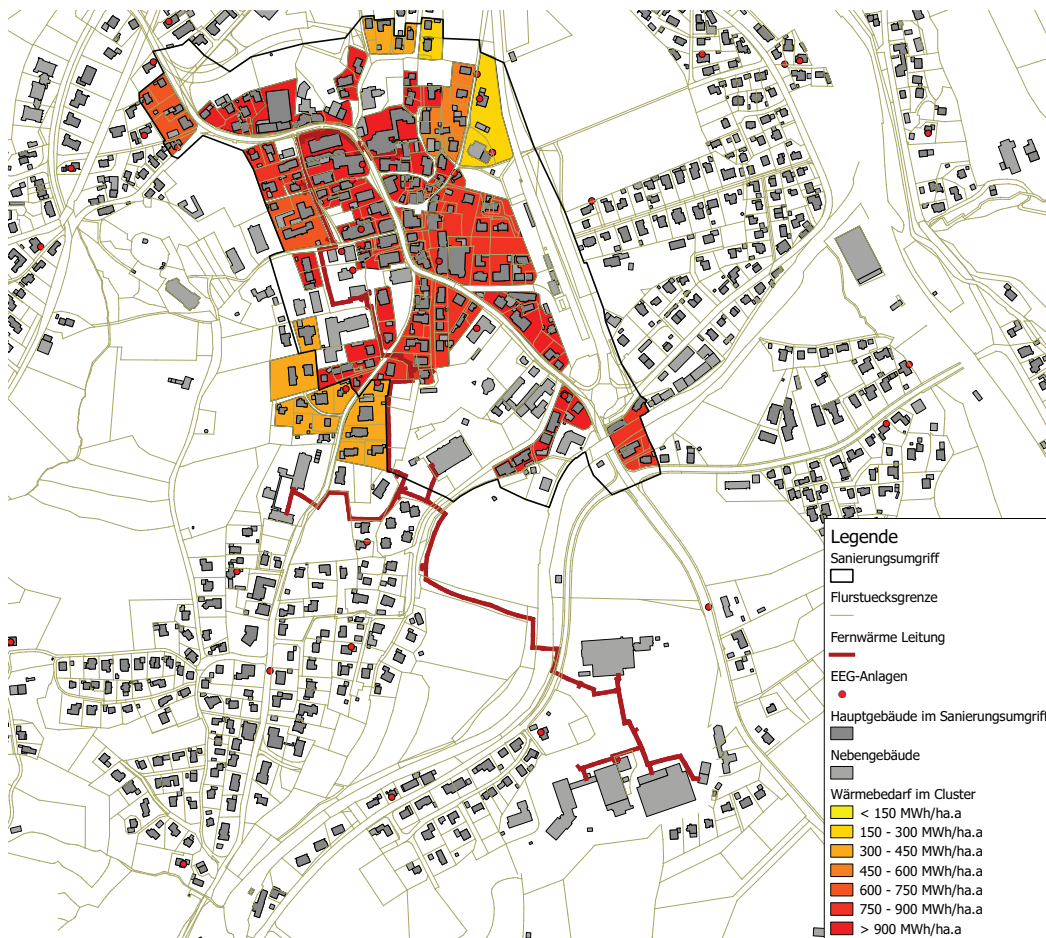 Legende
Sanierungsumgriff
Flurstuecksgrenze
Fernwärme Leitung
EEG-Anlagen
Hauptgebäude im Sanierungsumgriff
Nebengebäude
Wärmebedarf im Cluster
< 150 MWh/ha.a
150 - 300 MWh/ha.a
300 - 450 MWh/ha.a
450 - 600 MWh/ha.a
600 - 750 MWh/ha.a
750 - 900 MWh/ha.a
> 900 MWh/ha.a